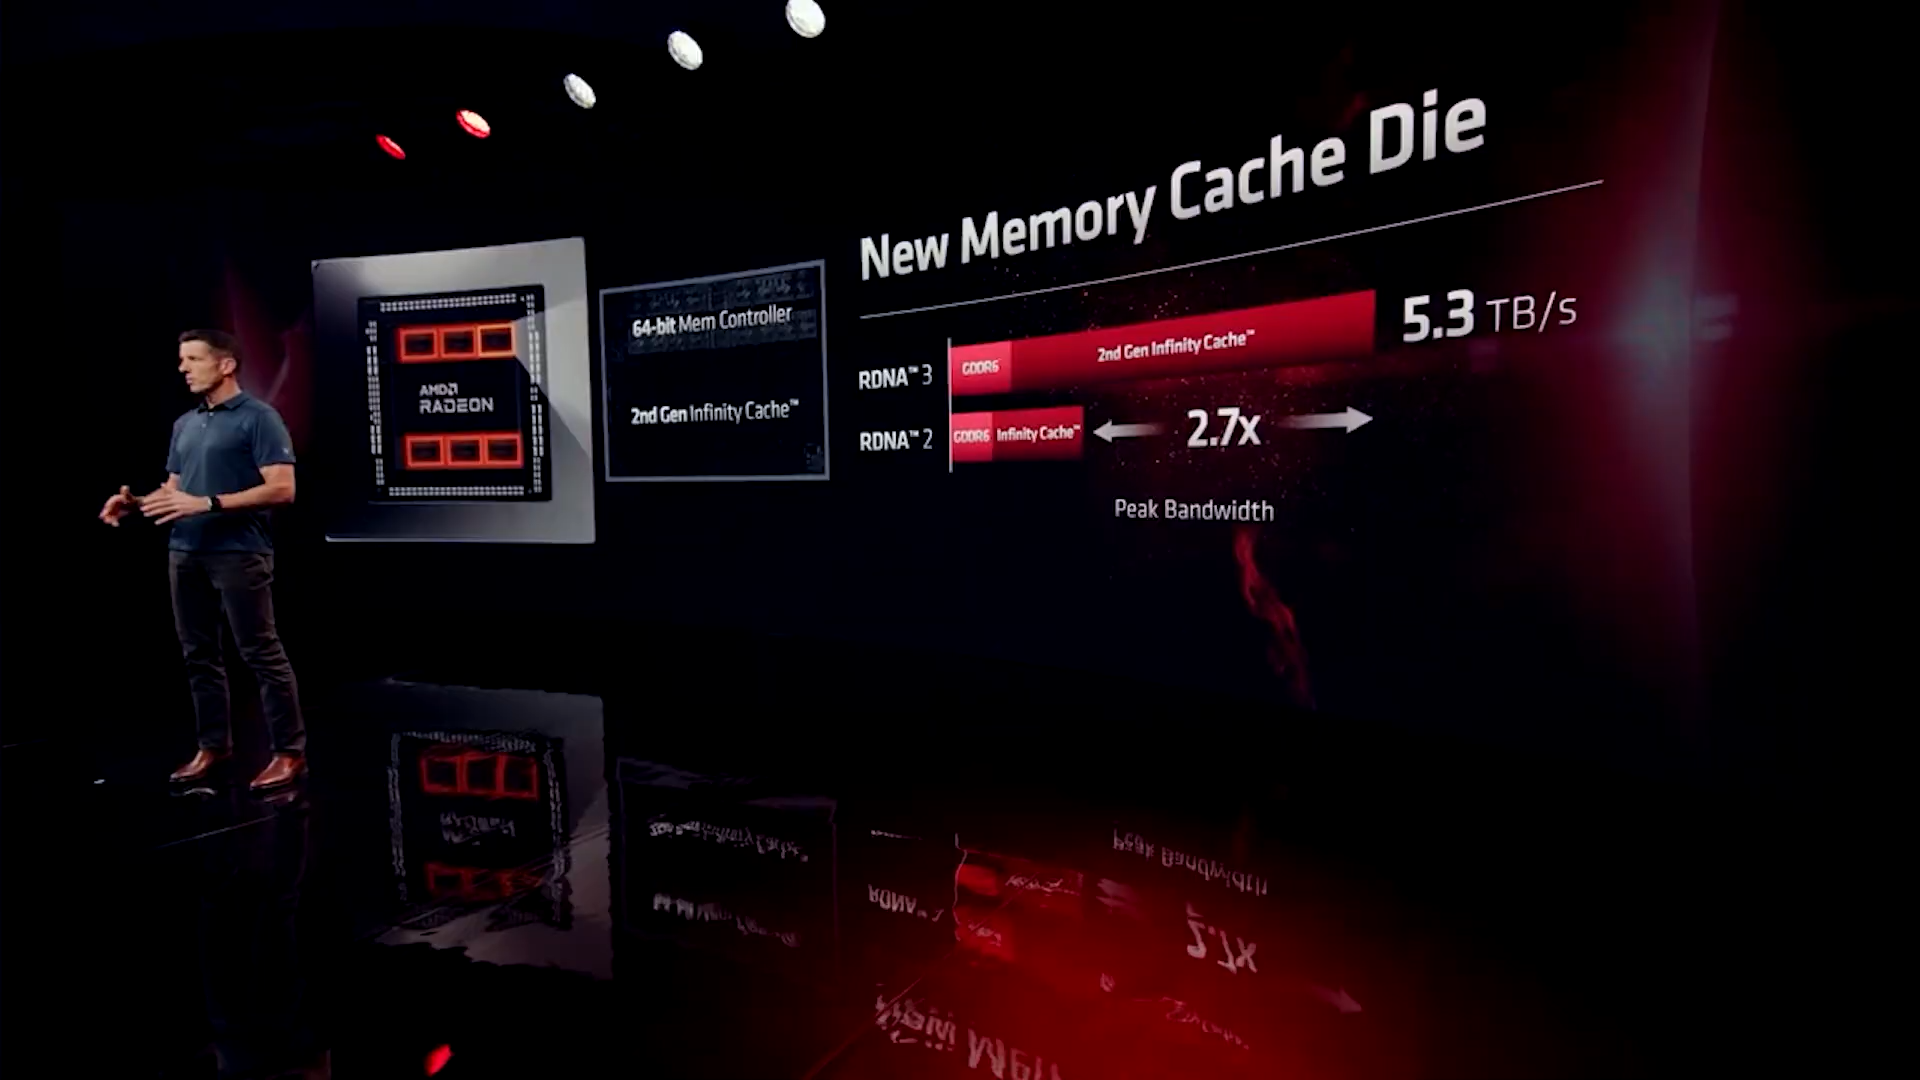 New Memory Cache Die
AMD
RADEON
64-bit Mem Controller
2nd Gen Infinity Cache™
RDNA™ 3
GDDR6
2nd Gen Infinity Cache™
5.3 TB/s
RDNA™ 2
GDDR6
Infinity Cache™
2.7x
Peak Bandwidth